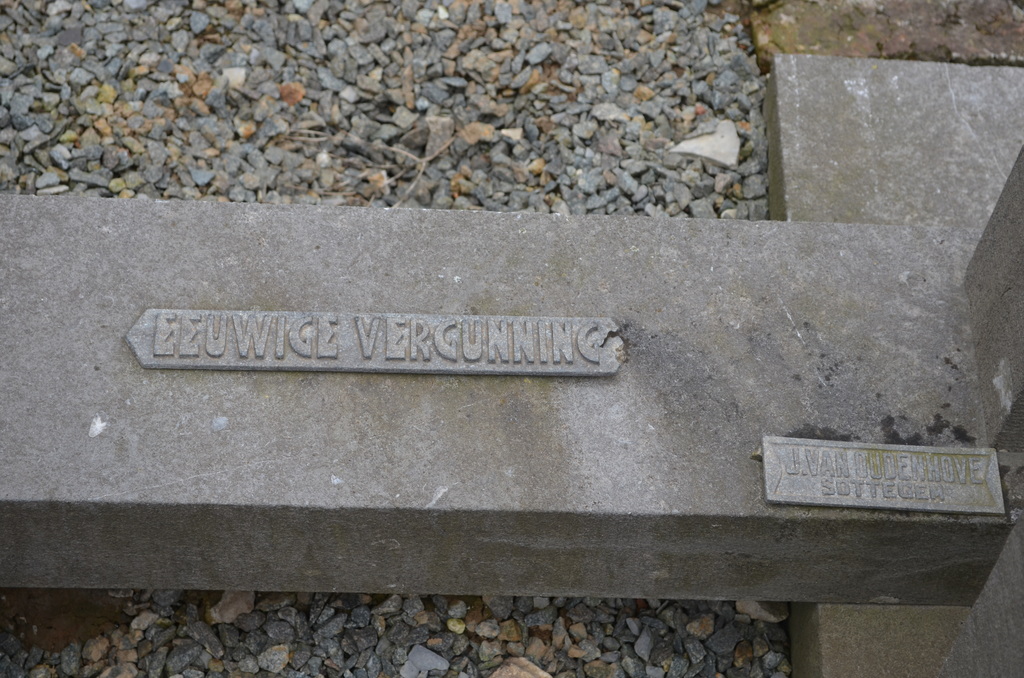 EEUWIGE VERGUNNING
J. VAN OUDENHOVE
SOTTEGEM